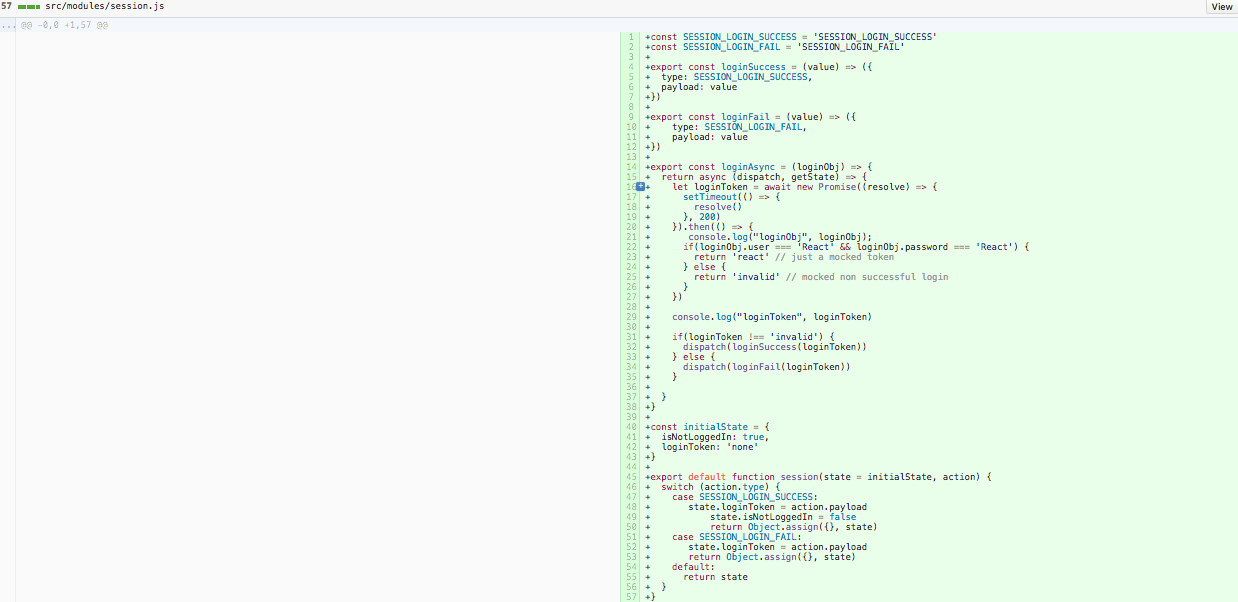 57 src/modules/session.js View
... @@ -0,0 +1,57 @@
1 +const SESSION_LOGIN_SUCCESS = 'SESSION_LOGIN_SUCCESS'
2 +const SESSION_LOGIN_FAIL = 'SESSION_LOGIN_FAIL'
3 +
4 +export const loginSuccess = (value) => ({
5 +  type: SESSION_LOGIN_SUCCESS,
6 +  payload: value
7 +})
8 +
9 +export const loginFail = (value) => ({
10 +    type: SESSION_LOGIN_FAIL,
11 +    payload: value
12 +})
13 +
14 +export const loginAsync = (loginObj) => {
15 +  return async (dispatch, getState) => {
16 +    let loginToken = await new Promise((resolve) => {
17 +      setTimeout(() => {
18 +        resolve()
19 +      }, 200)
20 +    }).then(() => {
21 +       console.log("loginObj", loginObj);
22 +      if(loginObj.user === 'React' && loginObj.password === 'React') {
23 +        return 'react' // just a mocked token
24 +      } else {
25 +        return 'invalid' // mocked non successful login
26 +      }
27 +    })
28 +
29 +    console.log("loginToken", loginToken)
30 +
31 +    if(loginToken !== 'invalid') {
32 +      dispatch(loginSuccess(loginToken))
33 +    } else {
34 +      dispatch(loginFail(loginToken))
35 +    }
36 +
37 +  }
38 +}
39 +
40 +const initialState = {
41 +  isNotLoggedIn: true,
42 +  loginToken: 'none'
43 +}
44 +
45 +export default function session(state = initialState, action) {
46 +  switch (action.type) {
47 +    case SESSION_LOGIN_SUCCESS:
48 +       state.loginToken = action.payload
49 +           state.isNotLoggedIn = false
50 +           return Object.assign({}, state)
51 +    case SESSION_LOGIN_FAIL:
52 +       state.loginToken = action.payload
53 +       return Object.assign({}, state)
54 +    default:
55 +      return state
56 +  }
57 +}